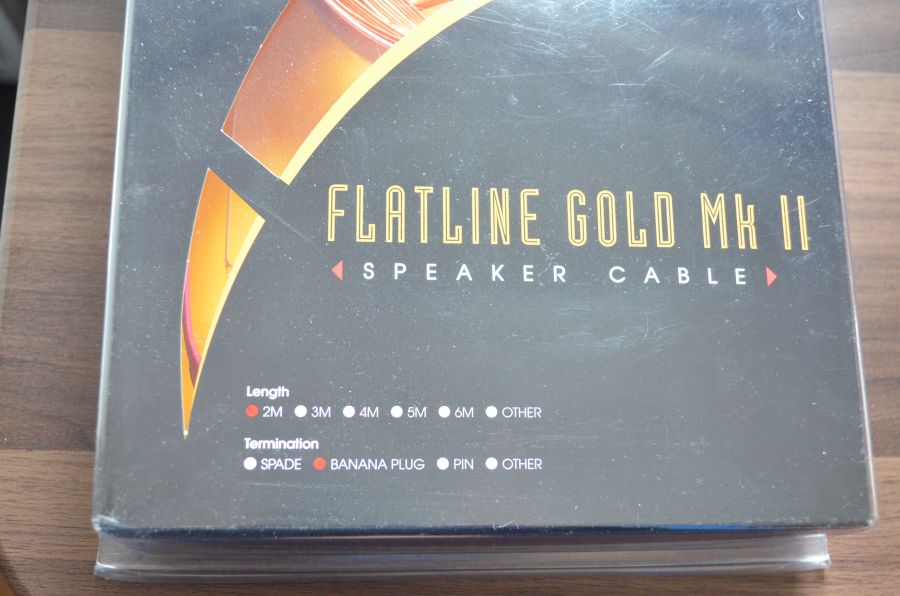 FLATLINE GOLD Mk II
SPEAKER CABLE
Length
2M 3M 4M 5M 6M OTHER
Termination
SPADE BANANA PLUG PIN OTHER